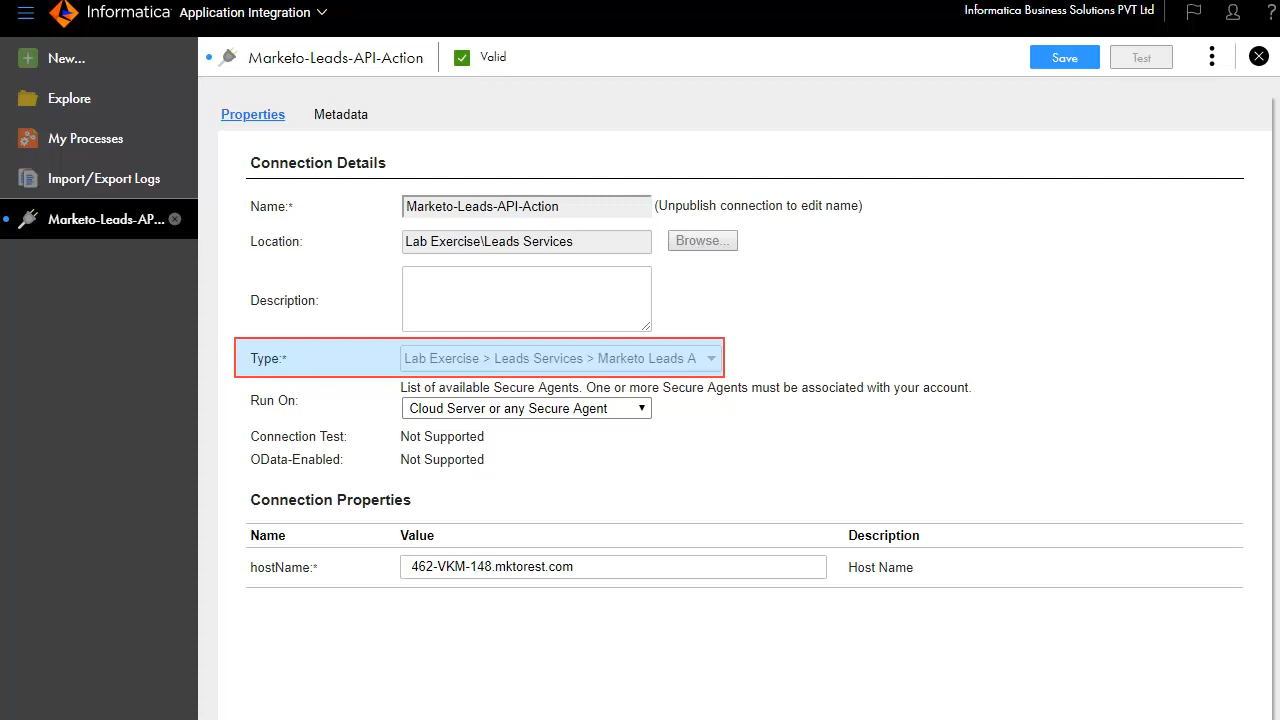 Informatica Application Integration
Informatica Business Solutions PVT Ltd
?
New...
Explore
My Processes
Import/Export Logs
Marketo-Leads-AP...
Marketo-Leads-API-Action
Valid
Save
Test
Properties
Metadata
Connection Details
Name:* Marketo-Leads-API-Action (Unpublish connection to edit name)
Location: Lab Exercise\Leads Services Browse...
Description:
Type:* Lab Exercise > Leads Services > Marketo Leads A
List of available Secure Agents. One or more Secure Agents must be associated with your account.
Run On: Cloud Server or any Secure Agent
Connection Test: Not Supported
OData-Enabled: Not Supported
Connection Properties
Name Value Description
hostName:* 462-VKM-148.mktorest.com Host Name